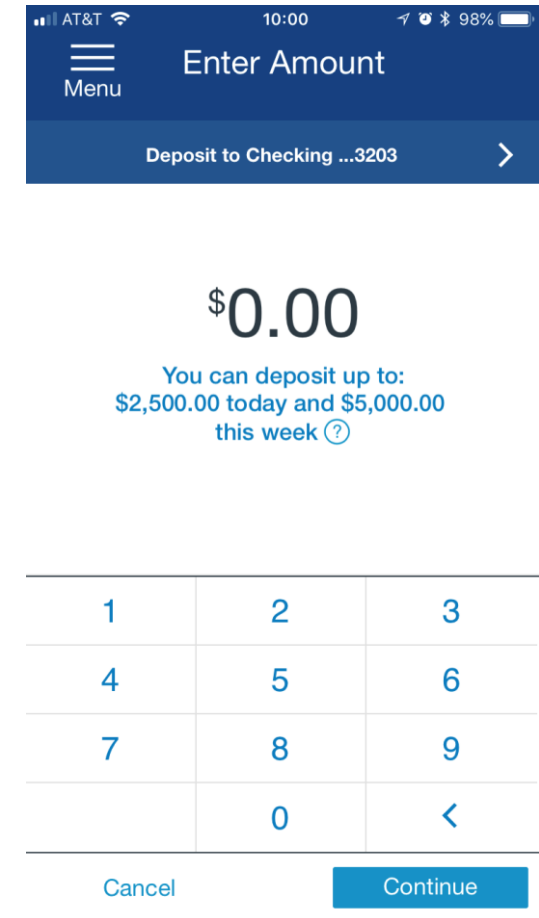 AT&T 10:00 98%
Enter Amount
Menu
Deposit to Checking ...3203
$0.00
You can deposit up to:
$2,500.00 today and $5,000.00
this week ?
1 2 3
4 5 6
7 8 9
0 <
Cancel Continue